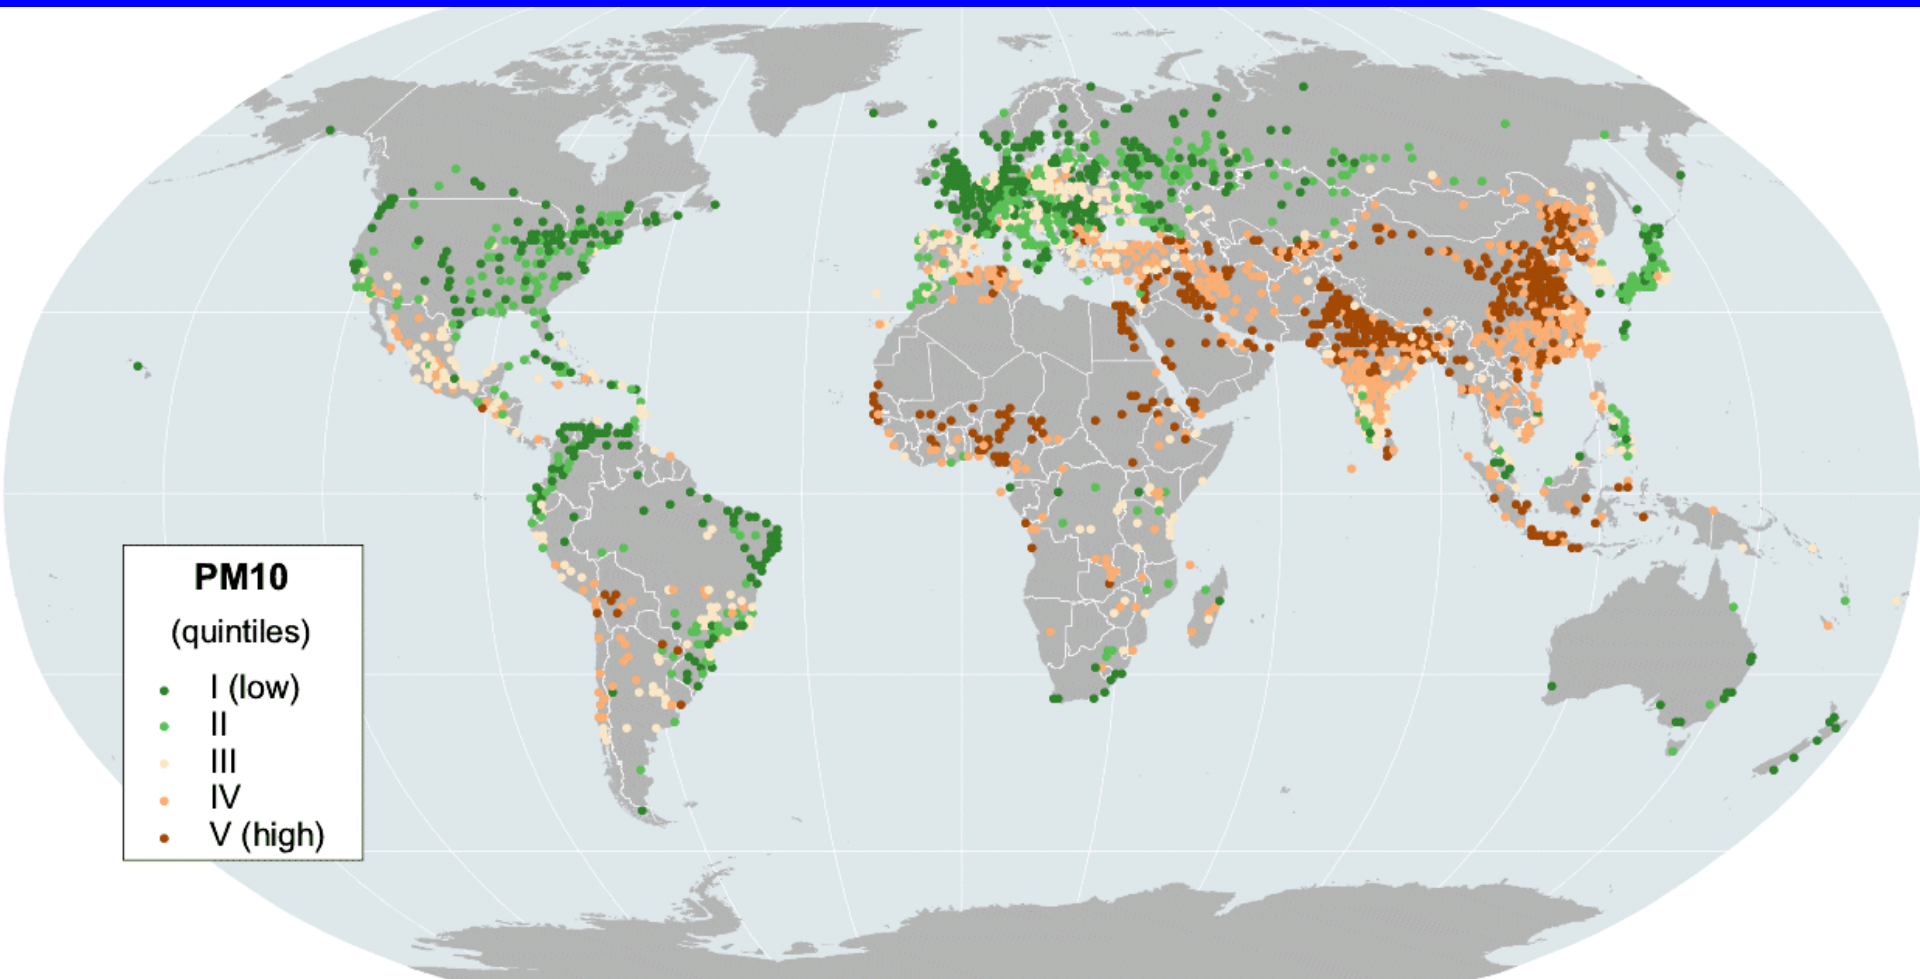 PM10
(quintiles)
I (low)
II
III
IV
V (high)